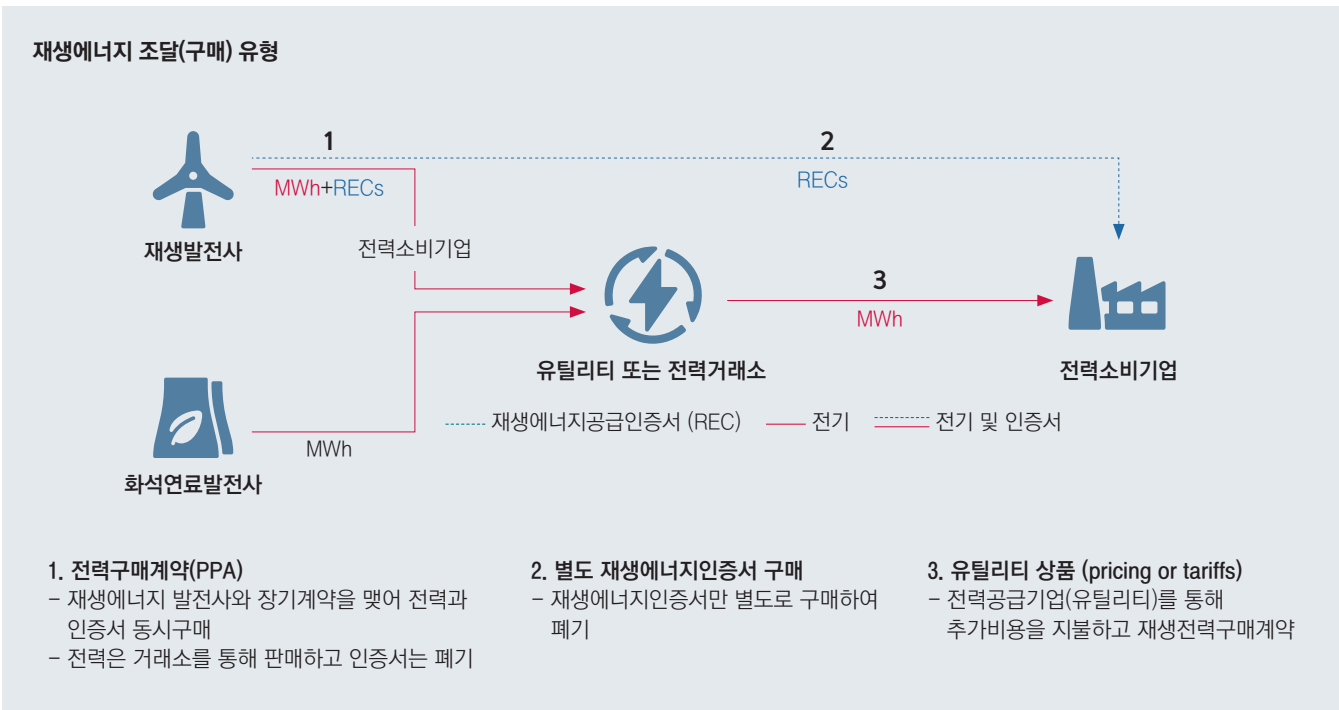 재생에너지 조달(구매) 유형
1
2
MWh+RECs
RECs
재생발전사
전력소비기업
3
MWh
유틸리티 또는 전력거래소
전력소비기업
재생에너지공급인증서 (REC) 전기 전기 및 인증서
MWh
화석연료발전사
1. 전력구매계약(PPA)
- 재생에너지 발전사와 장기계약을 맺어 전력과
인증서 동시구매
- 전력은 거래소를 통해 판매하고 인증서는 폐기
2. 별도 재생에너지인증서 구매
- 재생에너지인증서만 별도로 구매하여
폐기
3. 유틸리티 상품 (pricing or tariffs)
- 전력공급기업(유틸리티)를 통해
추가비용을 지불하고 재생전력구매계약